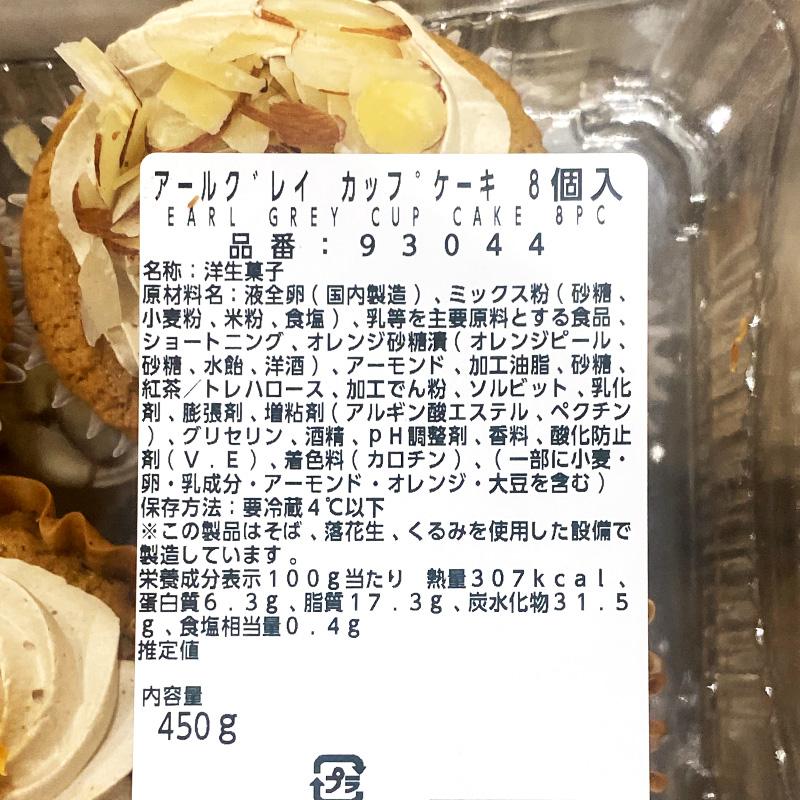 アールグレイ カップケーキ 8個入
EARL GREY CUP CAKE 8PC
品番：93044
名称：洋生菓子
原材料名：液全卵（国内製造）、ミックス粉（砂糖、
小麦粉、米粉、食塩）、乳等を主要原料とする食品、
ショートニング、オレンジ砂糖漬（オレンジピール、
砂糖、水飴、洋酒）、アーモンド、加工油脂、砂糖、
紅茶／トレハロース、加工でん粉、ソルビット、乳化
剤、膨張剤、増粘剤（アルギン酸エステル、ペクチン
）、グリセリン、酒精、pH調整剤、香料、酸化防止
剤（V.E）、着色料（カロチン）、（一部に小麦・
卵・乳成分・アーモンド・オレンジ・大豆を含む）
保存方法：要冷蔵4℃以下
※この製品はそば、落花生、くるみを使用した設備で
製造しています。
栄養成分表示100g当たり 熱量307kcal、
蛋白質6.3g、脂質17.3g、炭水化物31.5
g、食塩相当量0.4g
推定値
内容量
450g
プラ